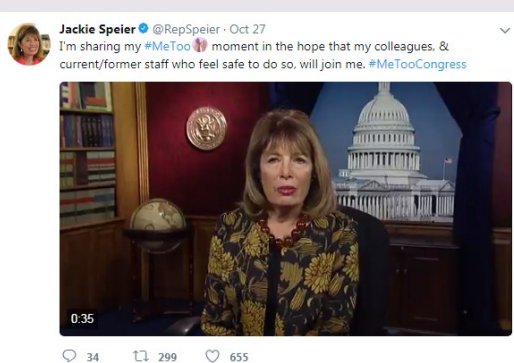 Jackie Speier @RepSpeier · Oct 27
I'm sharing my #MeToo moment in the hope that my colleagues, &
current/former staff who feel safe to do so, will join me. #MeTooCongress
0:35
34 299 655